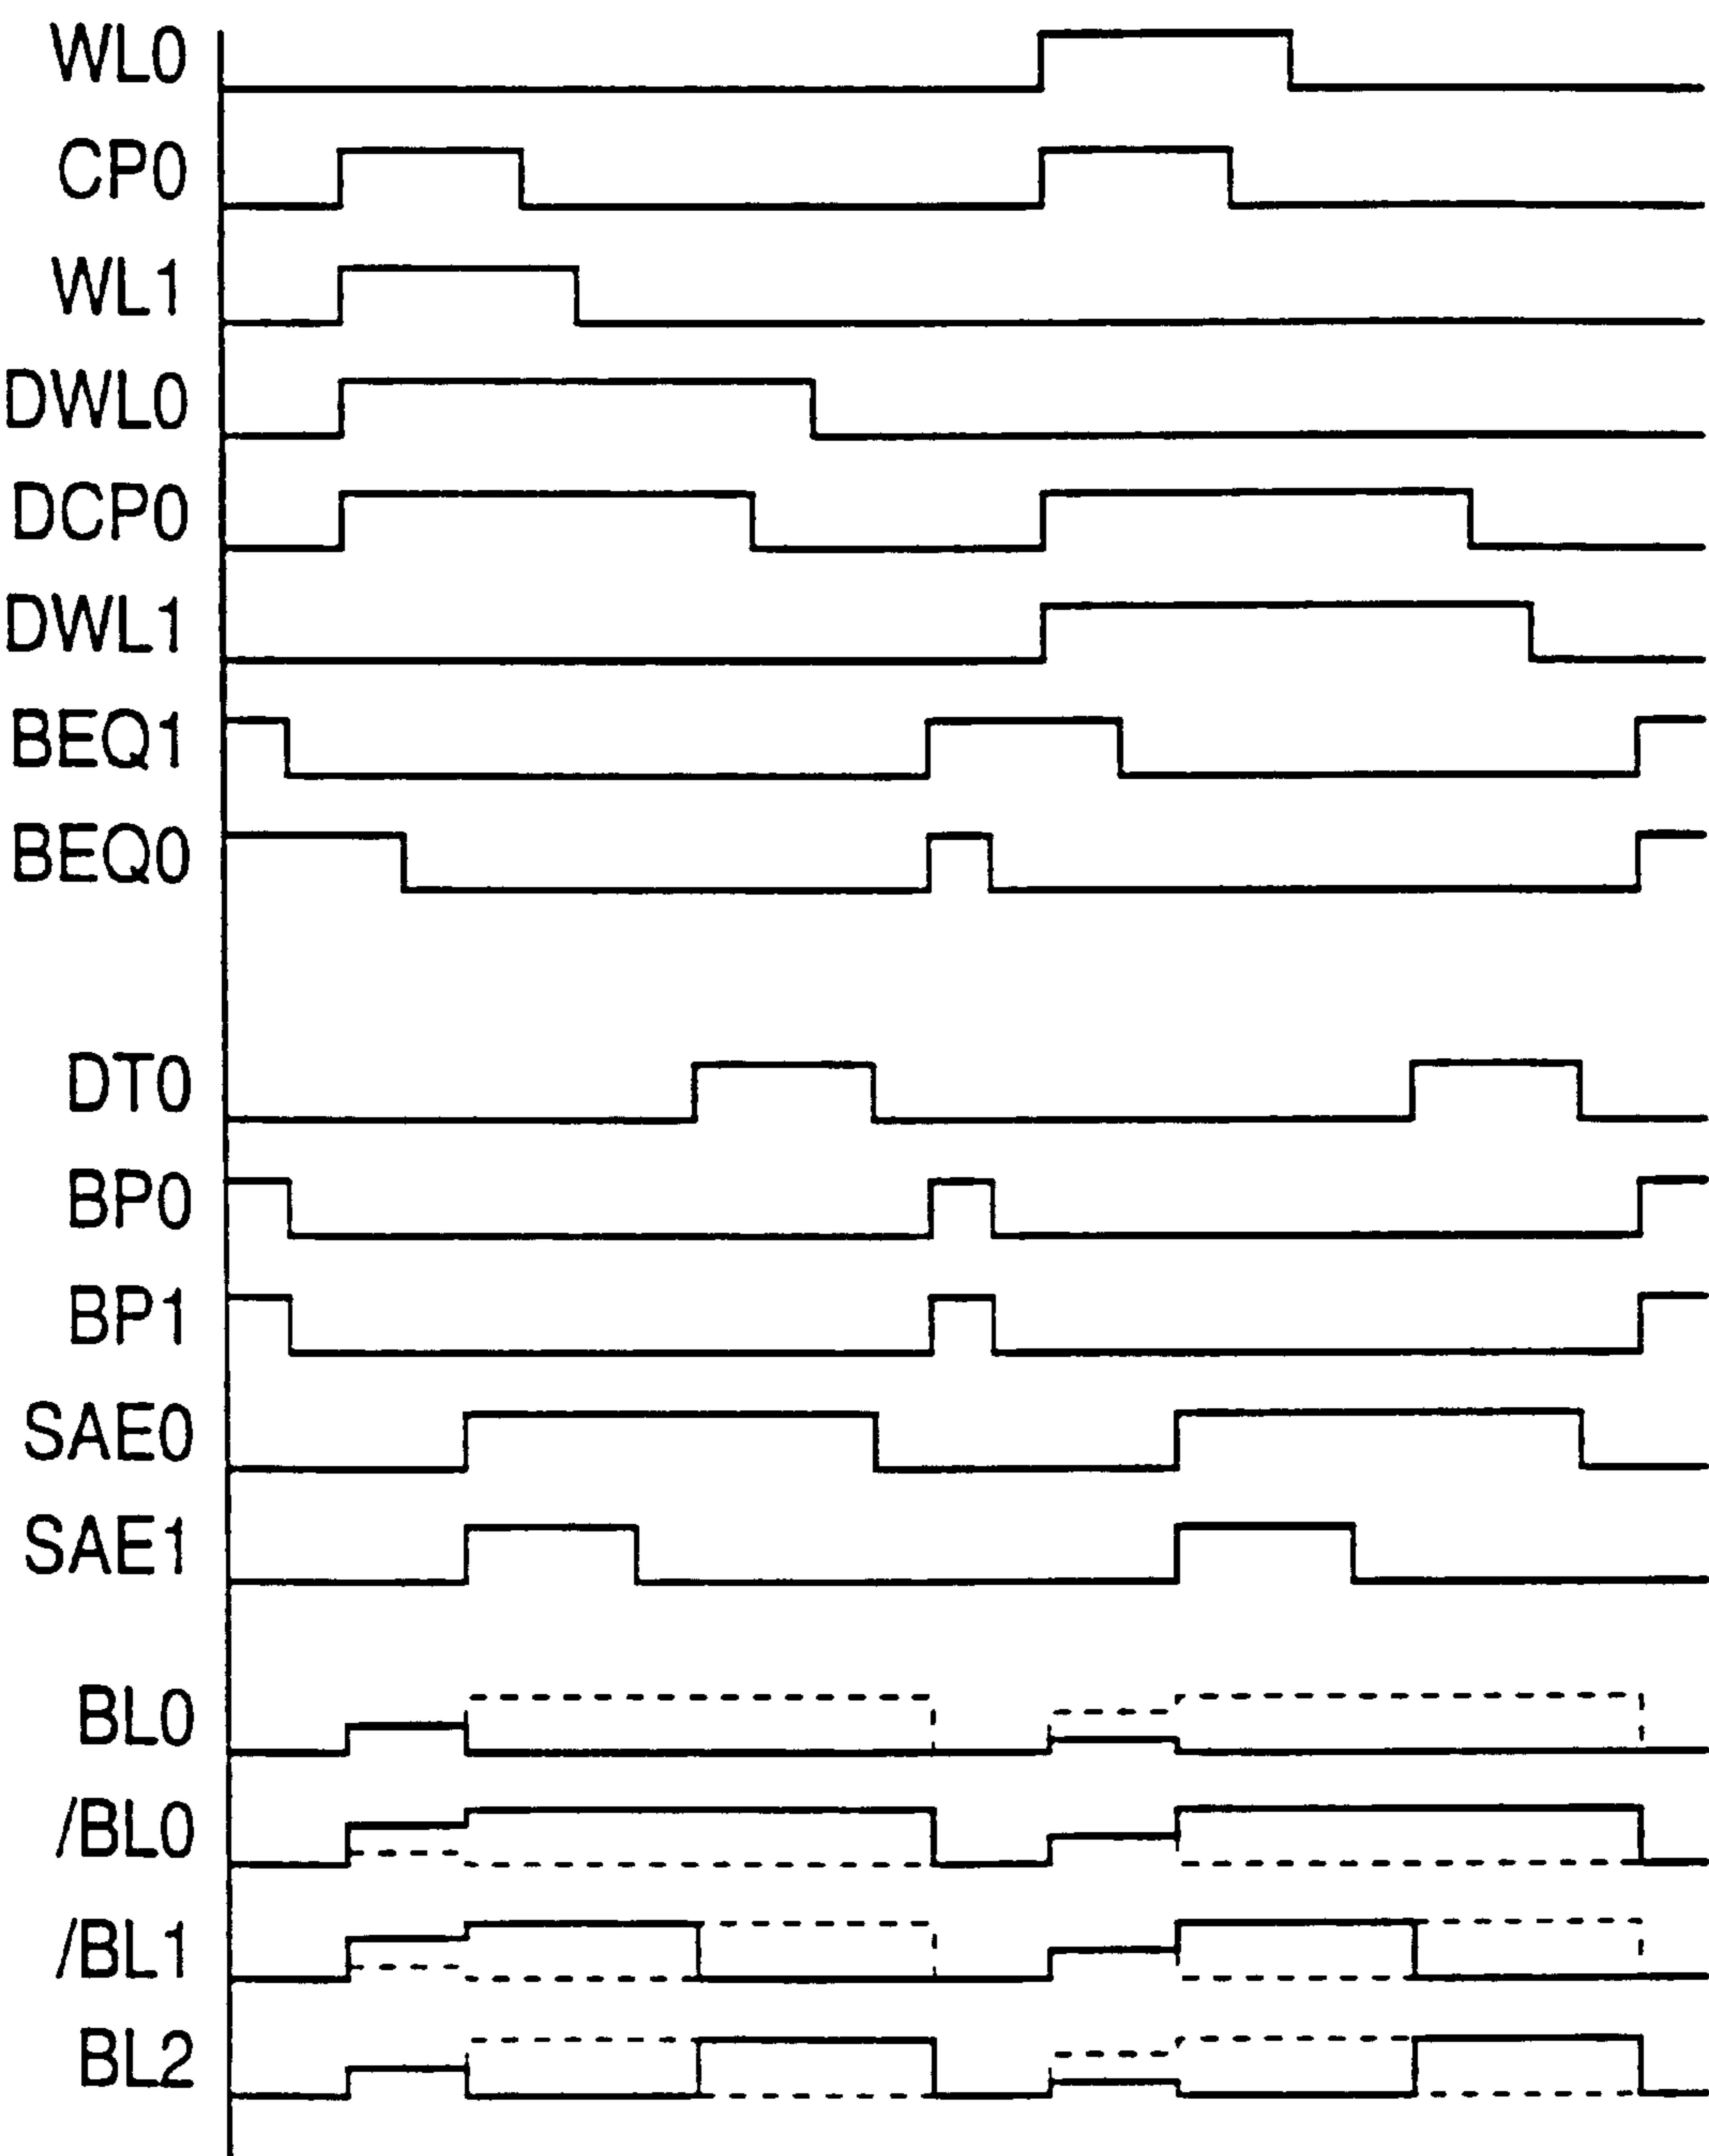 WL0
CP0
WL1
DWL0
DCP0
DWL1
BEQ1
BEQ0
DT0
BP0
BP1
SAE0
SAE1
BL0
/BL0
/BL1
BL2